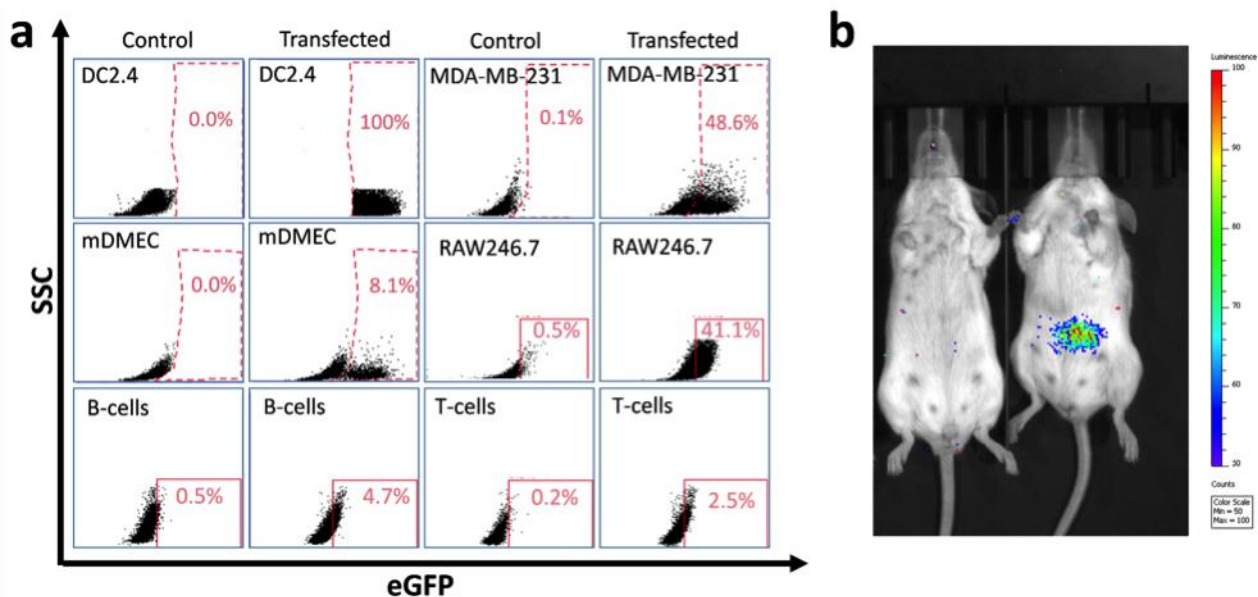 a
Control
Transfected
Control
Transfected
DC2.4
0.0%
DC2.4
100%
MDA-MB-231
0.1%
MDA-MB-231
48.6%
mDMEC
0.0%
mDMEC
8.1%
RAW246.7
0.5%
RAW246.7
41.1%
B-cells
0.5%
B-cells
4.7%
T-cells
0.2%
T-cells
2.5%
SSC
eGFP
b
Luminescence
100
90
80
70
60
50
Counts
Color Scale
Min = 50
Max = 100